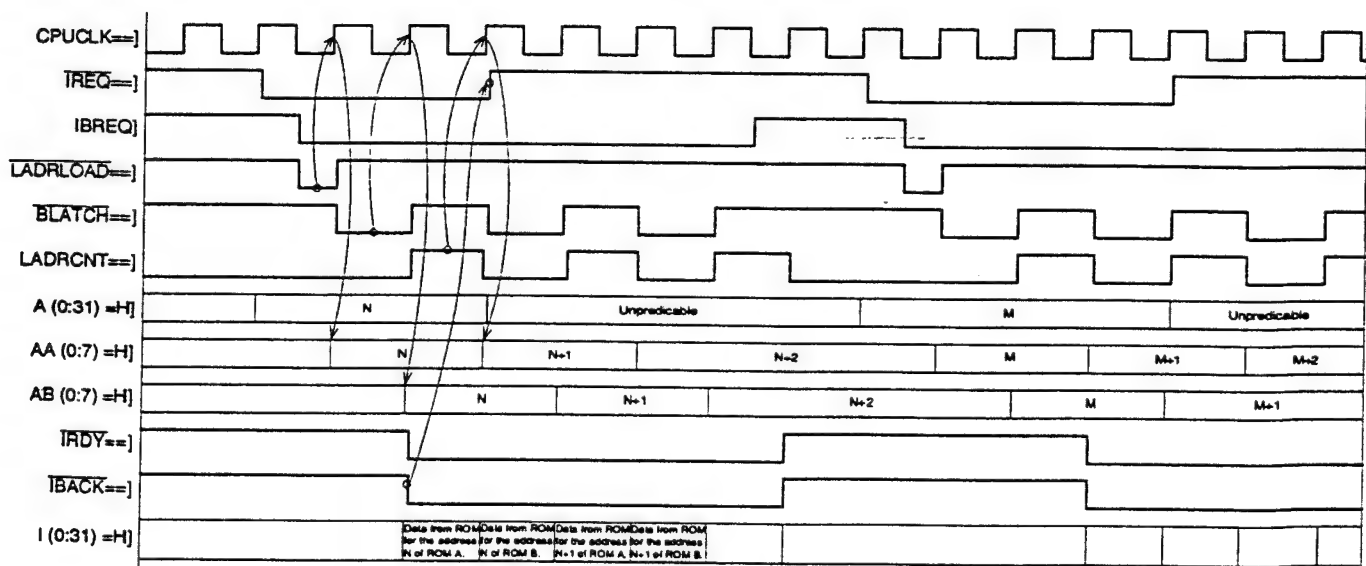 CPUCLK==]
IREQ==]
IBREQ]
LADRLOAD==]
BLATCH==]
LADRCNT==]
A (0:31) =H] N Unpredicable M Unpredicable
AA (0:7) =H] N N+1 N+2 M M+1 M+2
AB (0:7) =H] N N+1 N+2 M M+1
IRDY==]
IBACK==]
I (0:31) =H]
Data from ROM
for the address
N of ROM A.
Data from ROM
for the address
N of ROM B.
Data from ROM
for the address
N+1 of ROM A.
Data from ROM
for the address
N+1 of ROM B.